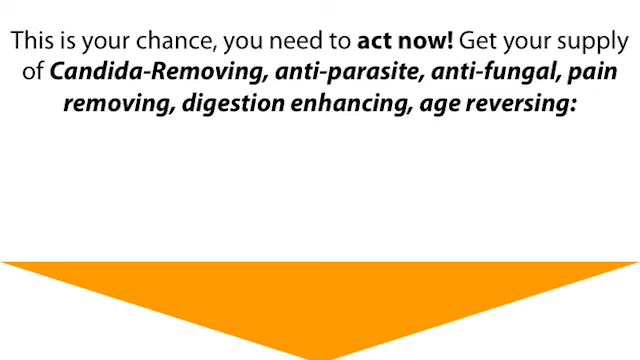 This is your chance, you need to act now! Get your supply
of Candida-Removing, anti-parasite, anti-fungal, pain
removing, digestion enhancing, age reversing: